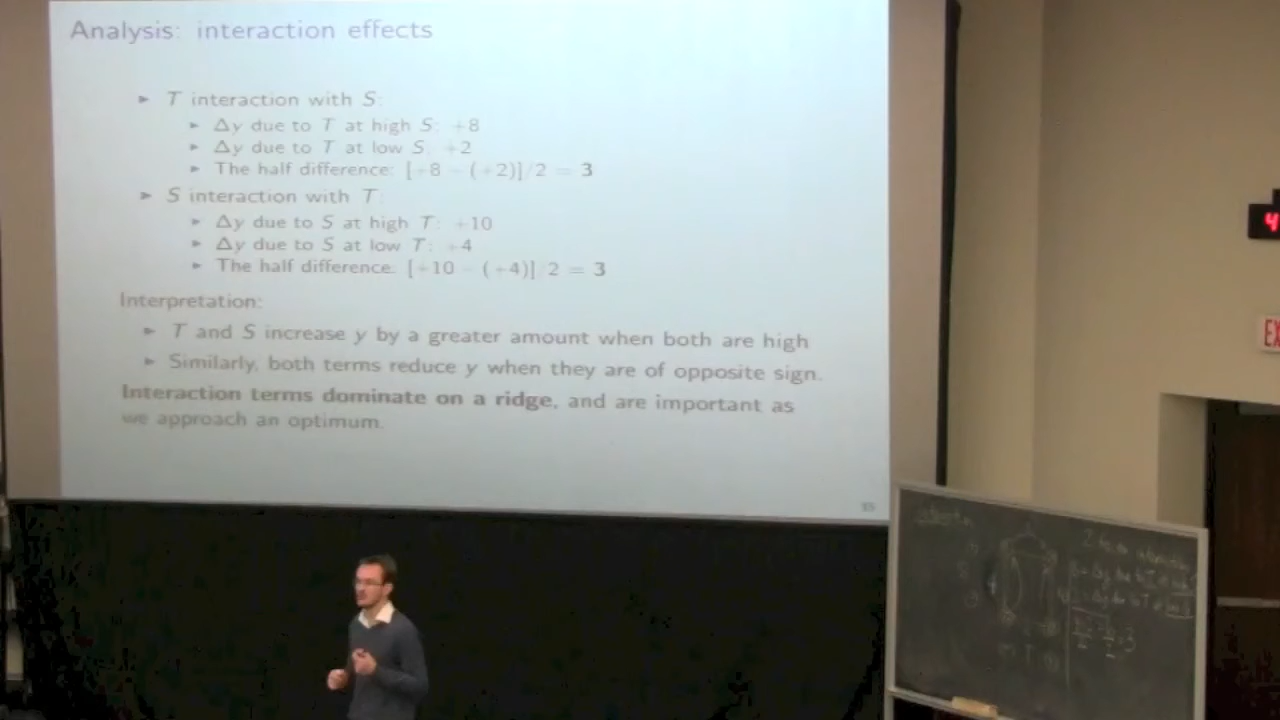 Analysis: interaction effects
► T interaction with S:
► Δy due to T at high S: +8
► Δy due to T at low S: +2
► The half difference: [+8 − (+2)]/2 = 3
► S interaction with T:
► Δy due to S at high T: +10
► Δy due to S at low T: +4
► The half difference: [+10 − (+4)]/2 = 3
Interpretation:
► T and S increase y by a greater amount when both are high
► Similarly, both terms reduce y when they are of opposite sign.
Interaction terms dominate on a ridge, and are important as
we approach an optimum.
4
EX